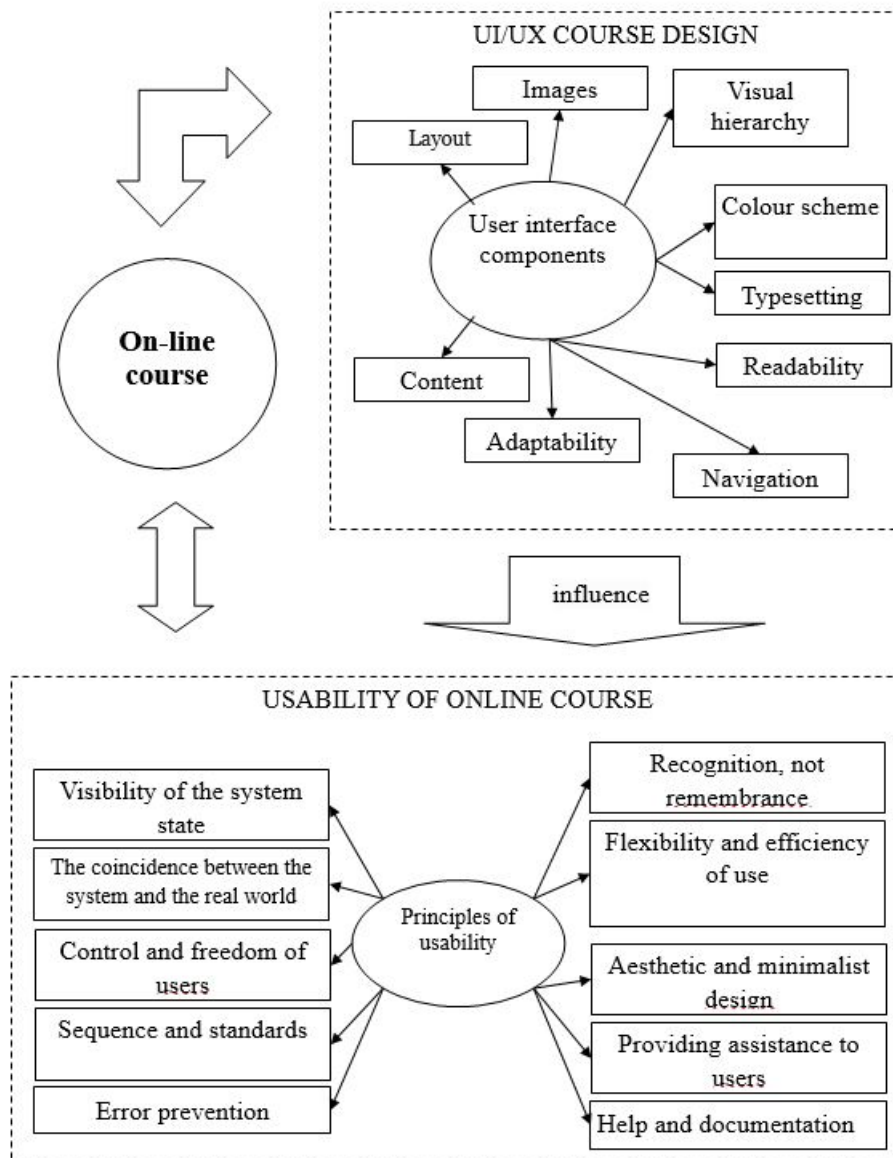 UI/UX COURSE DESIGN
Images
Visual
hierarchy
Layout
User interface
components
Colour scheme
Typesetting
On-line
course
Readability
Content
Adaptability
Navigation
influence
USABILITY OF ONLINE COURSE
Visibility of the system
state
The coincidence between the
system and the real world
Control and freedom of
users
Sequence and standards
Error prevention
Principles of
usability
Recognition, not
remembrance
Flexibility and efficiency
of use
Aesthetic and minimalist
design
Providing assistance to
users
Help and documentation